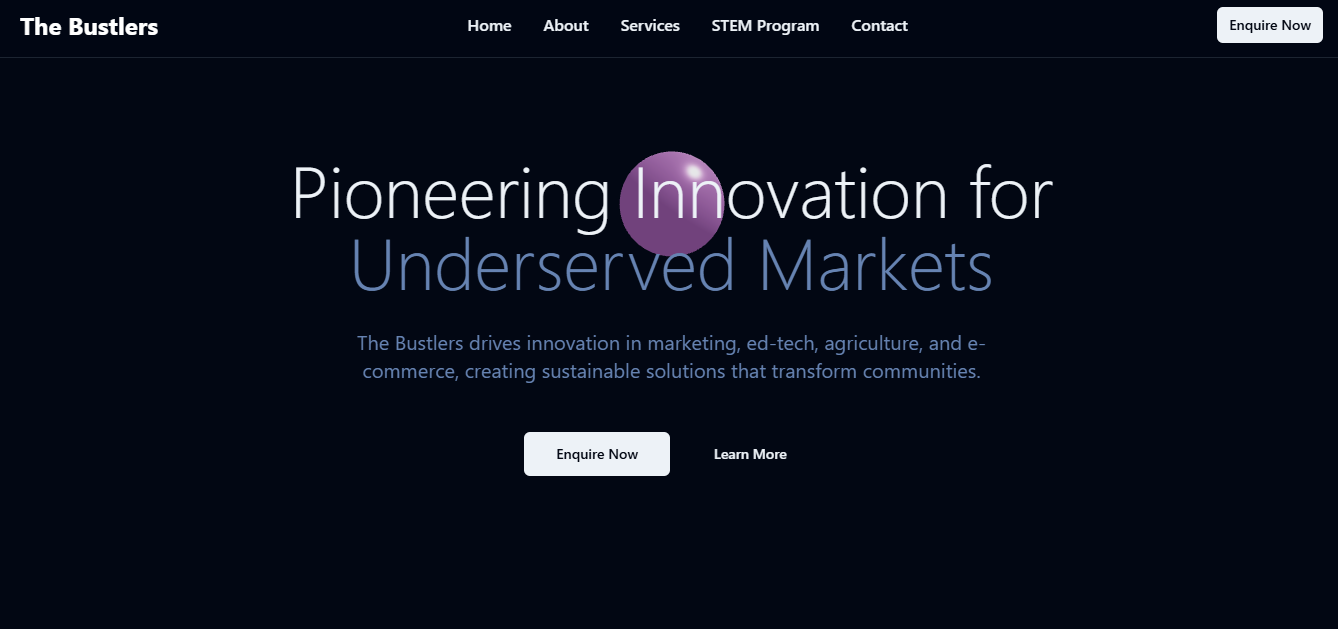 The Bustlers
Home
About
Services
STEM Program
Contact
Enquire Now
Pioneering Innovation for
Underserved Markets
The Bustlers drives innovation in marketing, ed-tech, agriculture, and e-
commerce, creating sustainable solutions that transform communities.
Enquire Now
Learn More